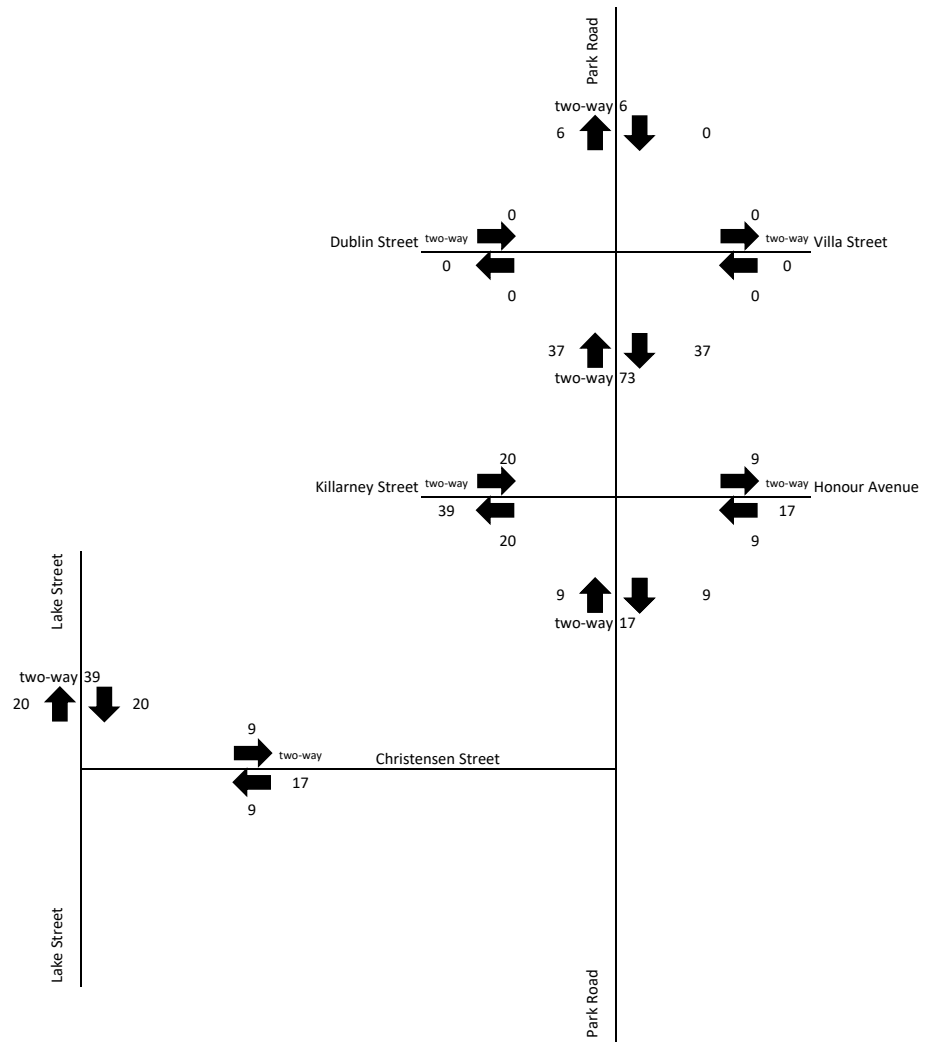 Park Road
two-way 6
6 0
0 0
Dublin Street two-way two-way Villa Street
0 0
0 0
37 37
two-way 73
20 9
Killarney Street two-way two-way Honour Avenue
39 17
20 9
Lake Street
9 9
two-way 17
two-way 39
20 20
9
two-way Christensen Street
17
9
Lake Street
Park Road